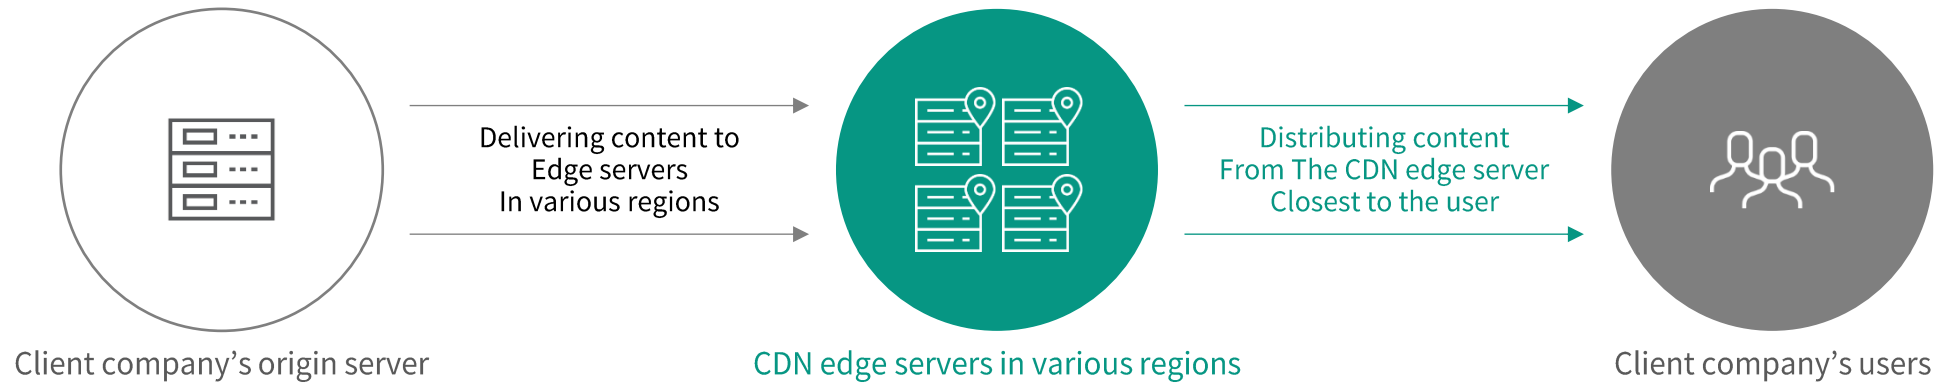 Delivering content to
Edge servers
In various regions
Distributing content
From The CDN edge server
Closest to the user
Client company’s origin server
CDN edge servers in various regions
Client company’s users